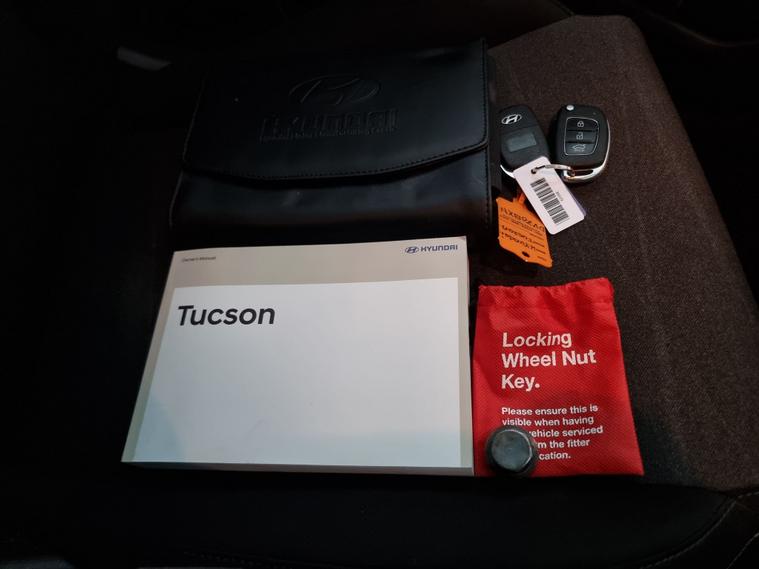 HYUNDAI
Owner's Manual
HYUNDAI
Tucson
Hyundai
Locking
Wheel Nut
Key.
Please ensure this is
visible when having
vehicle serviced
the fitter